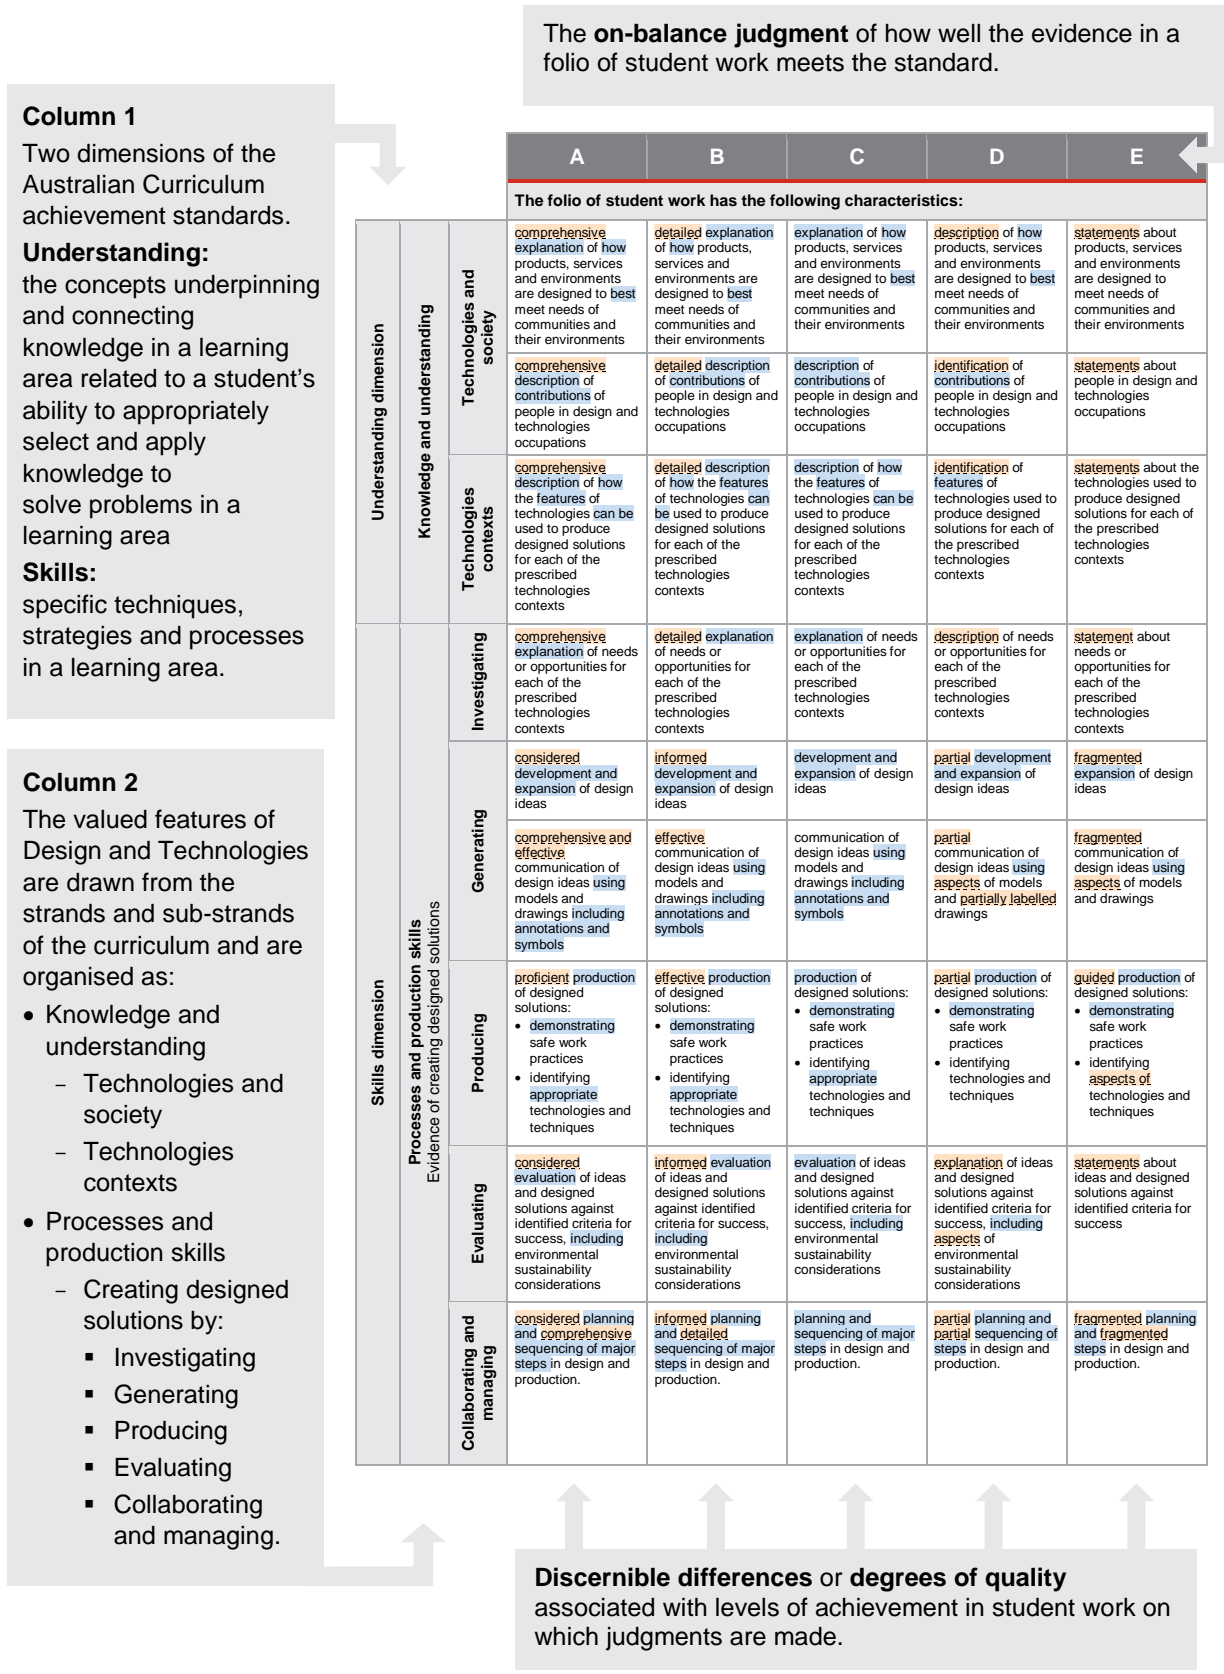 The on-balance judgment of how well the evidence in a
folio of student work meets the standard.
Column 1
Two dimensions of the
Australian Curriculum
achievement standards.
Understanding:
the concepts underpinning
and connecting
knowledge in a learning
area related to a student's
ability to appropriately
select and apply
knowledge to
solve problems in a
learning area
Skills:
specific techniques,
strategies and processes
in a learning area.
Column 2
The valued features of
Design and Technologies
are drawn from the
strands and sub-strands
of the curriculum and are
organised as:
• Knowledge and
understanding
– Technologies and
society
– Technologies
contexts
• Processes and
production skills
– Creating designed
solutions by:
▪ Investigating
▪ Generating
▪ Producing
▪ Evaluating
▪ Collaborating
and managing.
A
B
C
D
E
The folio of student work has the following characteristics:
Understanding dimension
Knowledge and understanding
Technologies and
society
comprehensive
explanation of how
products, services
and environments
are designed to best
meet needs of
communities and
their environments
detailed explanation
of how products,
services and
environments are
designed to best
meet needs of
communities and
their environments
explanation of how
products, services
and environments
are designed to best
meet needs of
communities and
their environments
description of how
products, services
and environments
are designed to best
meet needs of
communities and
their environments
statements about
products, services
and environments
are designed to
meet needs of
communities and
their environments
comprehensive
description of
contributions of
people in design and
technologies
occupations
detailed description
of contributions of
people in design and
technologies
occupations
description of
contributions of
people in design and
technologies
occupations
identification of
contributions of
people in design and
technologies
occupations
statements about
people in design and
technologies
occupations
Technologies
contexts
comprehensive
description of how
the features of
technologies can be
used to produce
designed solutions
for each of the
prescribed
technologies
contexts
detailed description
of how the features
of technologies can
be used to produce
designed solutions
for each of the
prescribed
technologies
contexts
description of how
the features of
technologies can be
used to produce
designed solutions
for each of the
prescribed
technologies
contexts
identification of
features of
technologies used to
produce designed
solutions for each of
the prescribed
technologies
contexts
statements about the
technologies used to
produce designed
solutions for each of
the prescribed
technologies
contexts
Skills dimension
Processes and production skills
Evidence of creating designed solutions
Investigating
comprehensive
explanation of needs
or opportunities for
each of the
prescribed
technologies
contexts
detailed explanation
of needs or
opportunities for
each of the
prescribed
technologies
contexts
explanation of needs
or opportunities for
each of the
prescribed
technologies
contexts
description of needs
or opportunities for
each of the
prescribed
technologies
contexts
statement about
needs or
opportunities for
each of the
prescribed
technologies
contexts
Generating
considered
development and
expansion of design
ideas
informed
development and
expansion of design
ideas
development and
expansion of design
ideas
partial development
and expansion of
design ideas
fragmented
expansion of design
ideas
comprehensive and
effective
communication of
design ideas using
models and
drawings including
annotations and
symbols
effective
communication of
design ideas using
models and
drawings including
annotations and
symbols
communication of
design ideas using
models and
drawings including
annotations and
symbols
partial
communication of
design ideas using
aspects of models
and partially labelled
drawings
fragmented
communication of
design ideas using
aspects of models
and drawings
Producing
proficient production
of designed
solutions:
• demonstrating
safe work
practices
• identifying
appropriate
technologies and
techniques
effective production
of designed
solutions:
• demonstrating
safe work
practices
• identifying
appropriate
technologies and
techniques
production of
designed solutions:
• demonstrating
safe work
practices
• identifying
appropriate
technologies and
techniques
partial production of
designed solutions:
• demonstrating
safe work
practices
• identifying
technologies and
techniques
guided production of
designed solutions:
• demonstrating
safe work
practices
• identifying
aspects of
technologies and
techniques
Evaluating
considered
evaluation of ideas
and designed
solutions against
identified criteria for
success, including
environmental
sustainability
considerations
informed evaluation
of ideas and
designed solutions
against identified
criteria for success,
including
environmental
sustainability
considerations
evaluation of ideas
and designed
solutions against
identified criteria for
success, including
environmental
sustainability
considerations
explanation of ideas
and designed
solutions against
identified criteria for
success, including
aspects of
environmental
sustainability
considerations
statements about
ideas and designed
solutions against
identified criteria for
success
Collaborating and
managing
considered planning
and comprehensive
sequencing of major
steps in design and
production.
informed planning
and detailed
sequencing of major
steps in design and
production.
planning and
sequencing of major
steps in design and
production.
partial planning and
partial sequencing of
steps in design and
production.
fragmented planning
and fragmented
steps in design and
production.
Discernible differences or degrees of quality
associated with levels of achievement in student work on
which judgments are made.